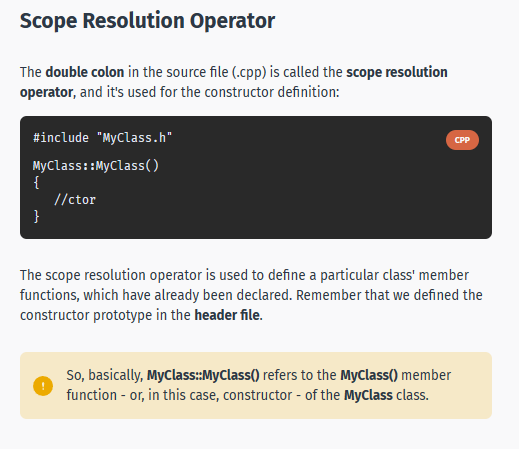 Scope Resolution Operator
The double colon in the source file (.cpp) is called the scope resolution
operator, and it's used for the constructor definition:
#include "MyClass.h"
CPP
MyClass::MyClass()
{
//ctor
}
The scope resolution operator is used to define a particular class' member
functions, which have already been declared. Remember that we defined the
constructor prototype in the header file.
!
So, basically, MyClass::MyClass() refers to the MyClass() member
function - or, in this case, constructor - of the MyClass class.